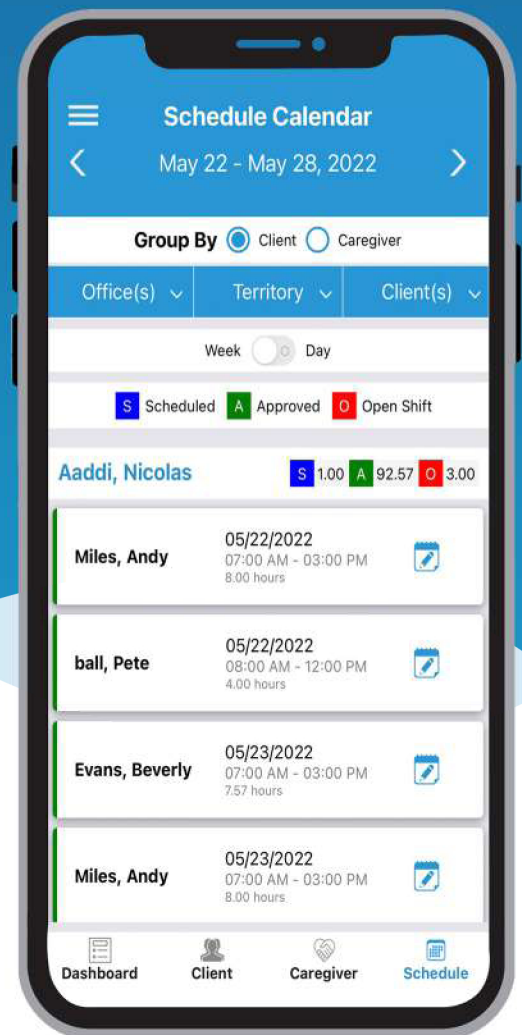 Schedule Calendar
May 22 - May 28, 2022
Group By Client Caregiver
Office(s) Territory Client(s)
Week Day
S Scheduled A Approved O Open Shift
Aaddi, Nicolas S 1.00 A 92.57 O 3.00
Miles, Andy
05/22/2022
07:00 AM - 03:00 PM
8.00 hours
ball, Pete
05/22/2022
08:00 AM - 12:00 PM
4.00 hours
Evans, Beverly
05/23/2022
07:00 AM - 03:00 PM
7.57 hours
Miles, Andy
05/23/2022
07:00 AM - 03:00 PM
8.00 hours
Dashboard Client Caregiver Schedule